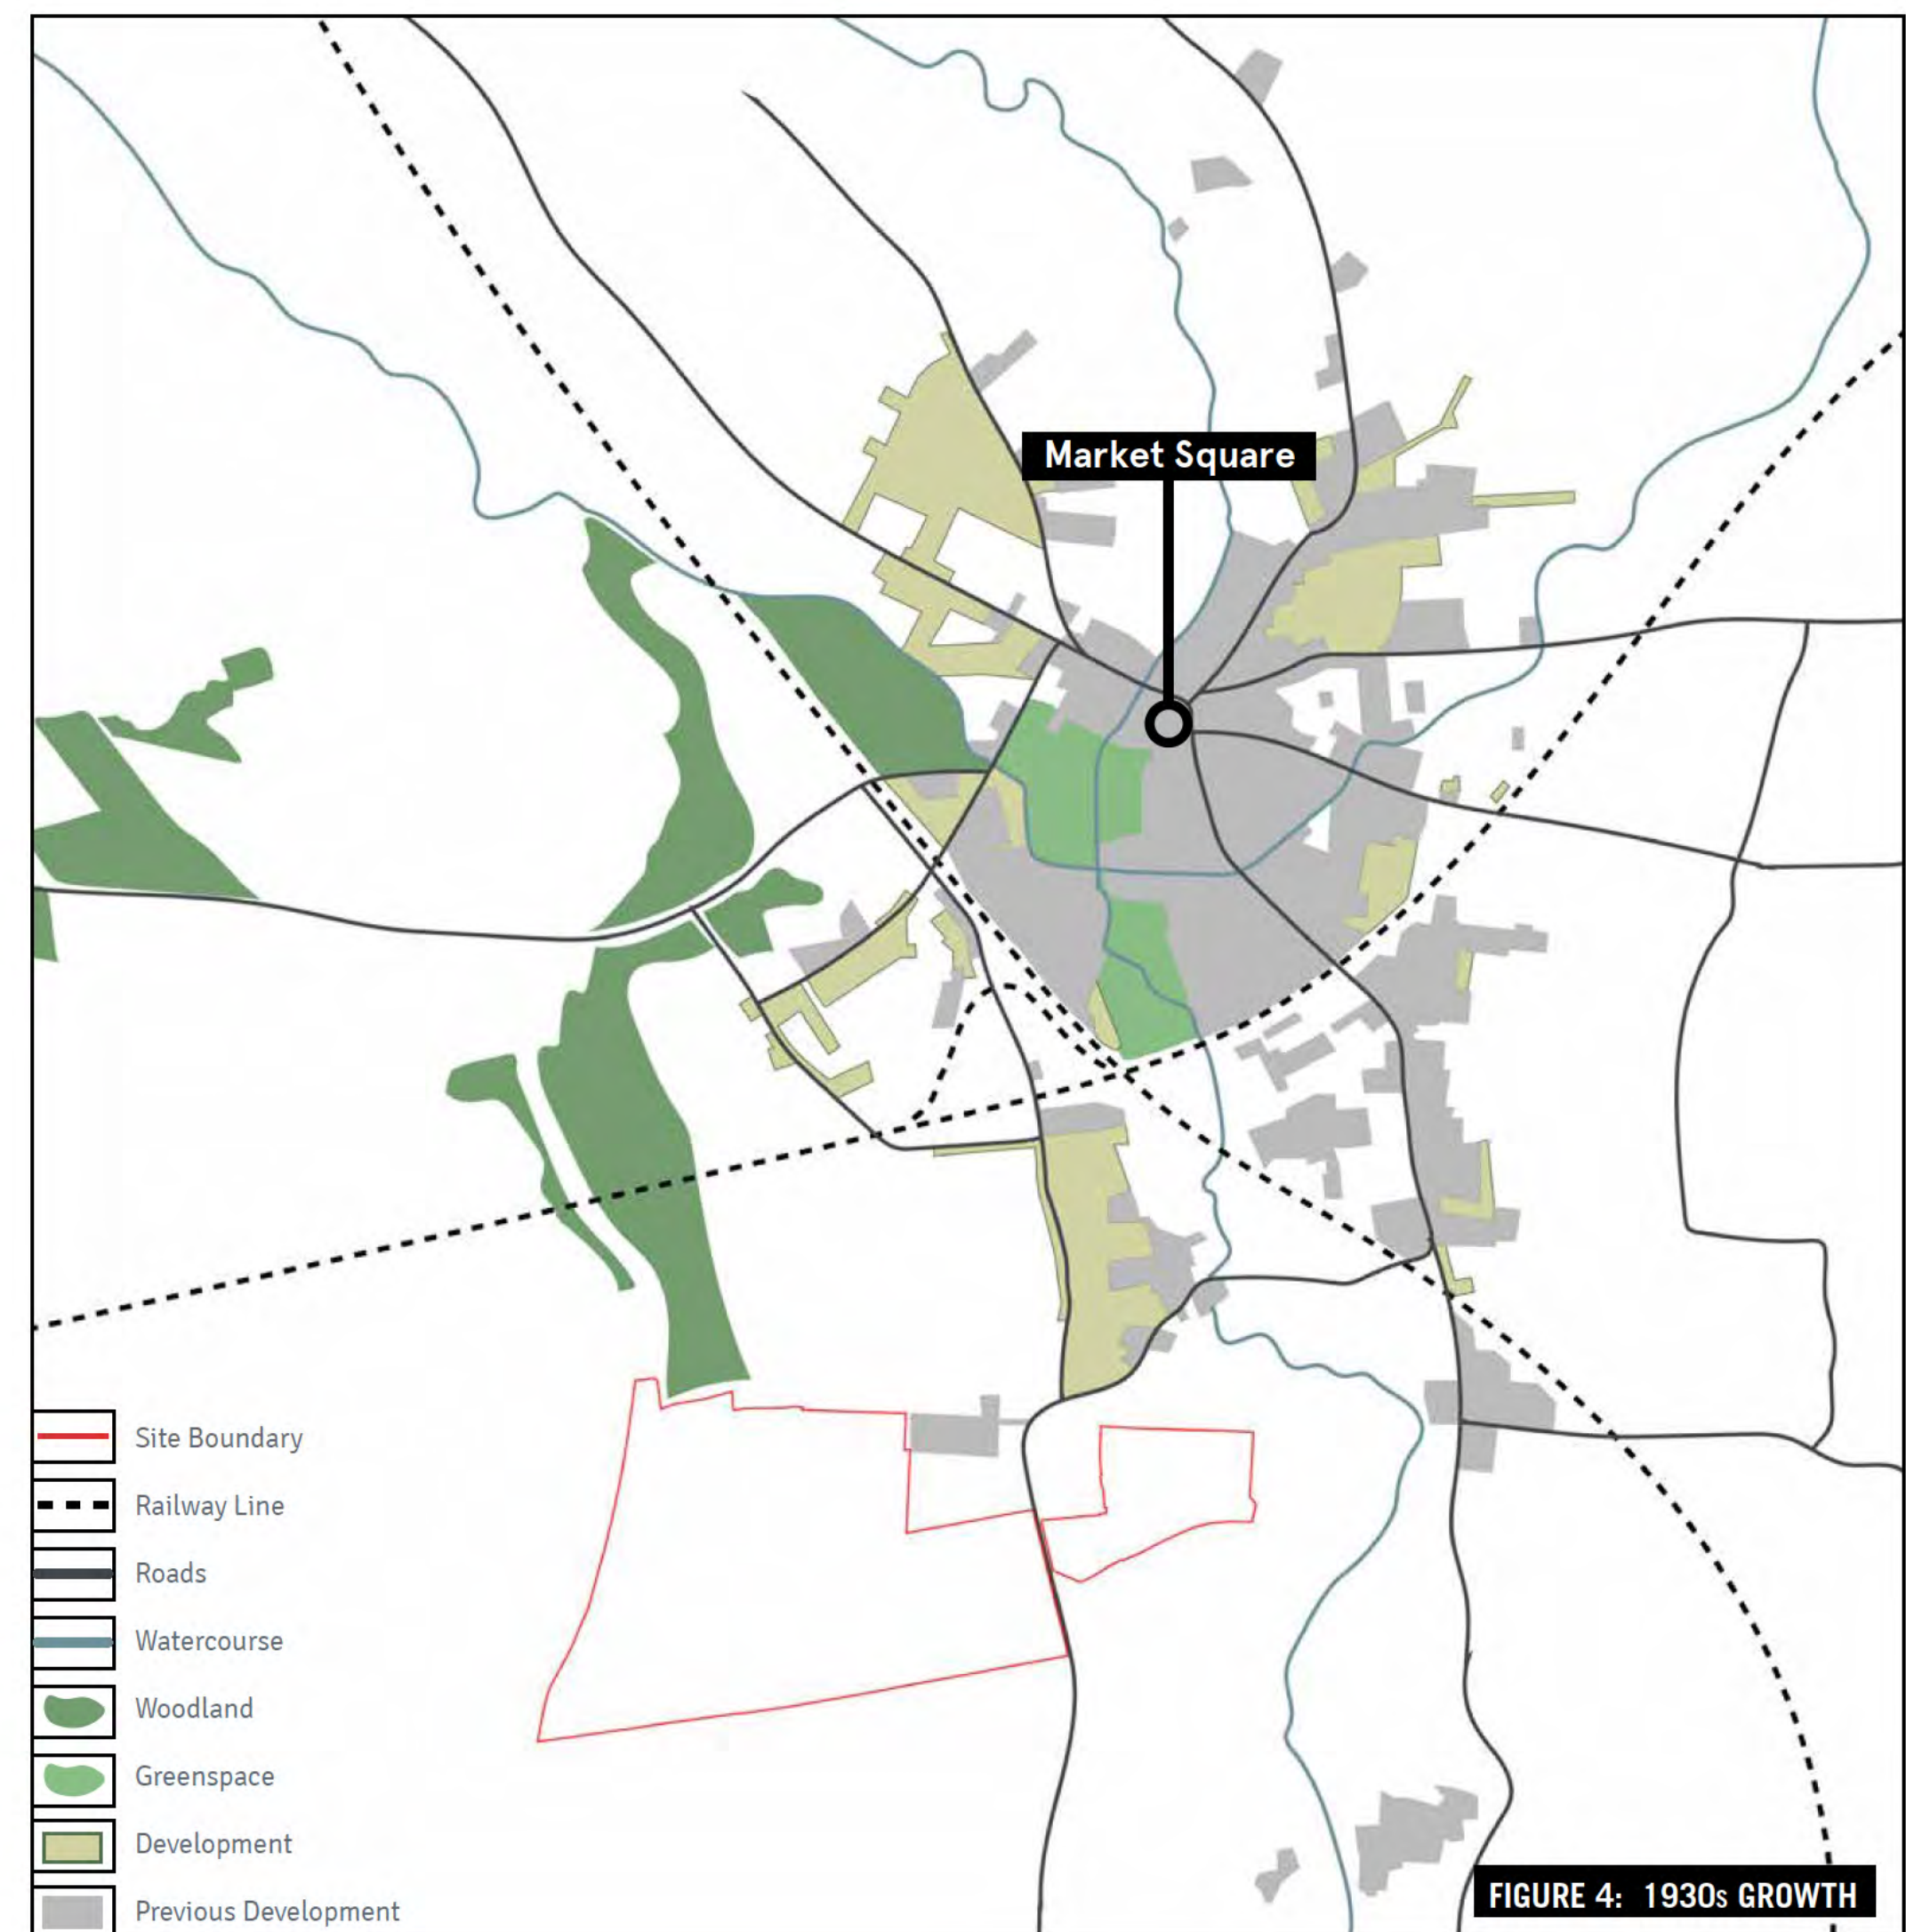 Market Square
Site Boundary
Railway Line
Roads
Watercourse
Woodland
Greenspace
Development
Previous Development
FIGURE 4: 1930s GROWTH